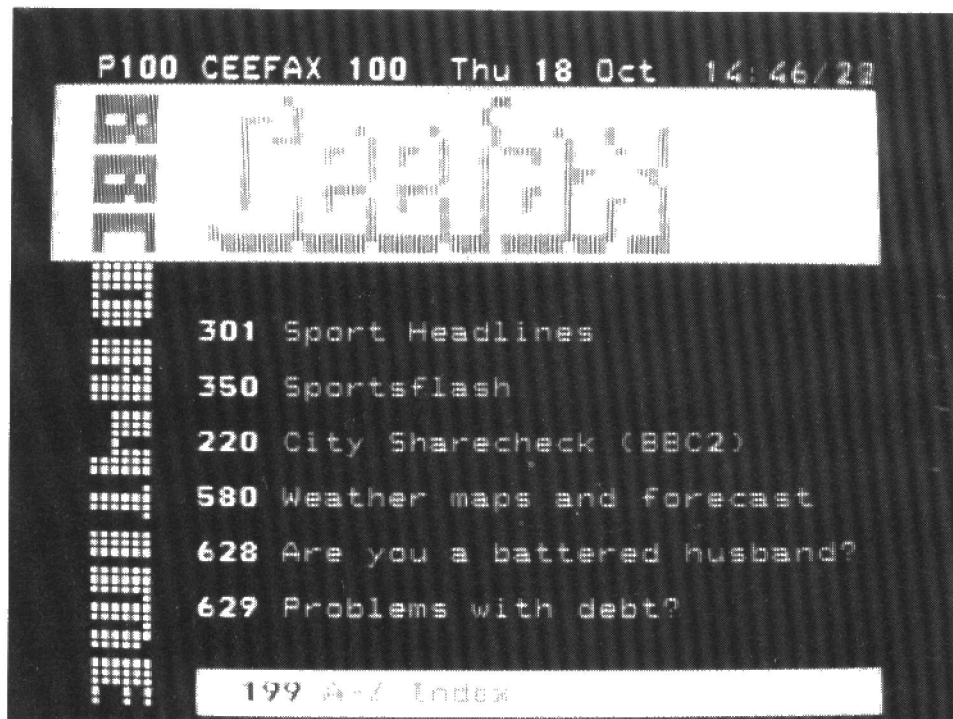 P100 CEEFAX 100 Thu 18 Oct
BBC DAYTIME
Ceefax
301 Sport Headlines
350 Sportsflash
220 City Sharecheck (BBC2)
580 Weather maps and forecast
628 Are you a battered husband?
629 Problems with debt?
199 A-Z Index